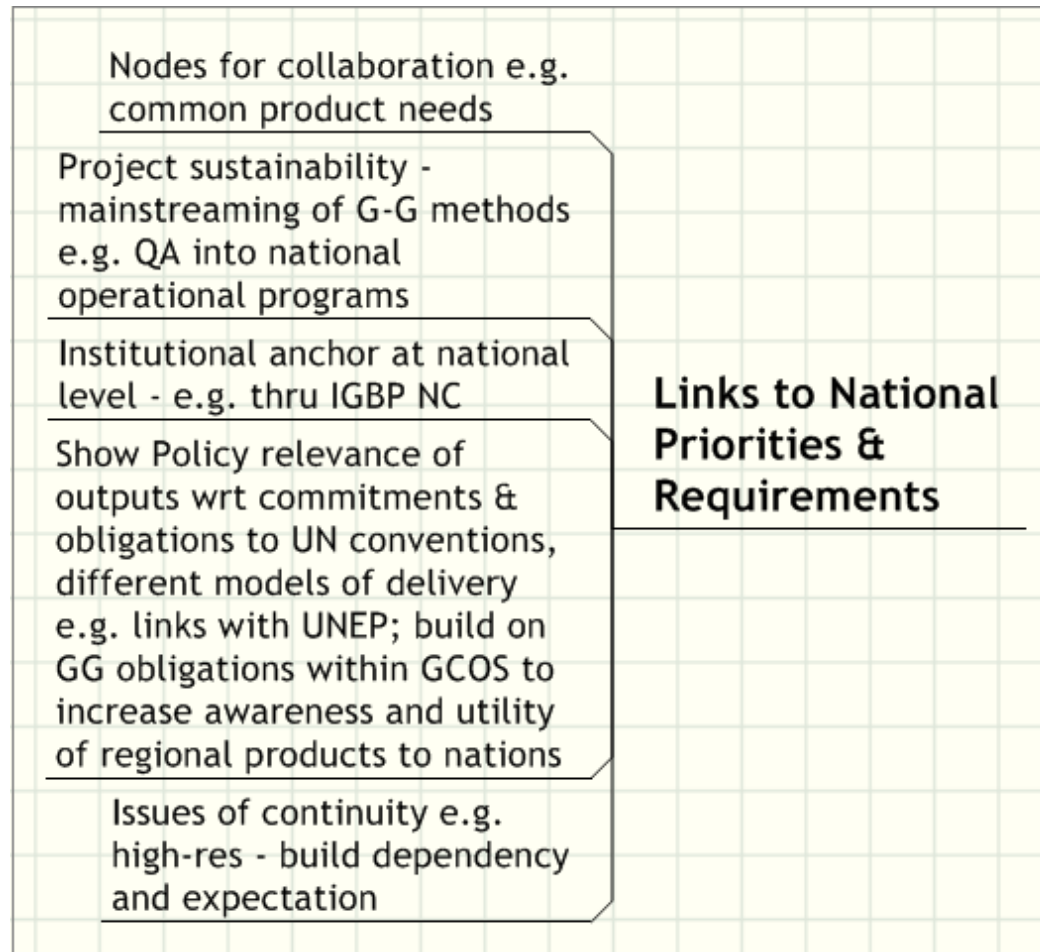 Nodes for collaboration e.g.
common product needs
Project sustainability -
mainstreaming of G-G methods
e.g. QA into national
operational programs
Institutional anchor at national
level - e.g. thru IGBP NC
Show Policy relevance of
outputs wrt commitments &
obligations to UN conventions,
different models of delivery
e.g. links with UNEP; build on
GG obligations within GCOS to
increase awareness and utility
of regional products to nations
Issues of continuity e.g.
high-res - build dependency
and expectation
Links to National
Priorities &
Requirements